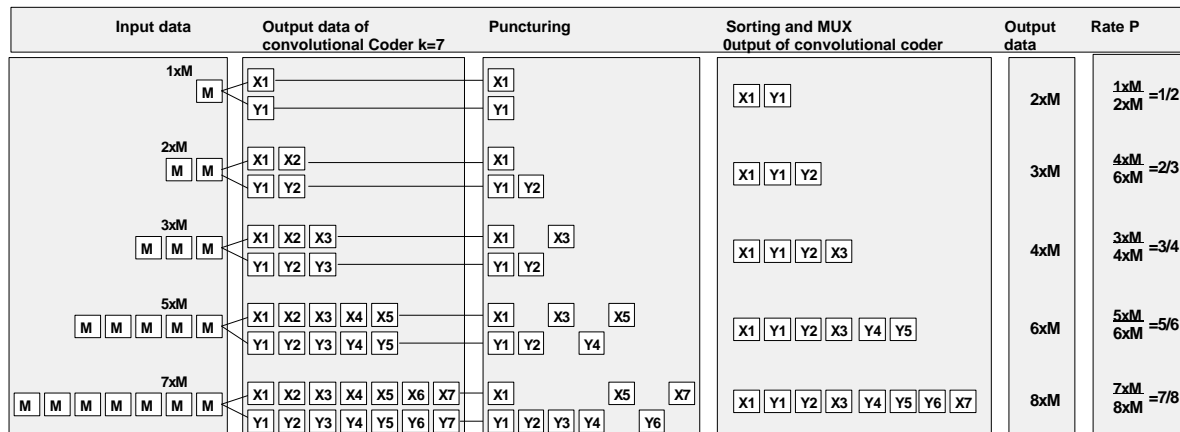 Input data Output data of Puncturing Sorting and MUX Output Rate P
convolutional Coder k=7 0utput of convolutional coder data
1xM
M X1 X1
Y1 Y1
X1 Y1 2xM 1xM/2xM =1/2
2xM
M M X1 X2 X1
Y1 Y2 Y1 Y2
X1 Y1 Y2 3xM 4xM/6xM =2/3
3xM
M M M X1 X2 X3 X1 X3
Y1 Y2 Y3 Y1 Y2
X1 Y1 Y2 X3 4xM 3xM/4xM =3/4
5xM
M M M M M X1 X2 X3 X4 X5 X1 X3 X5
Y1 Y2 Y3 Y4 Y5 Y1 Y2 Y4
X1 Y1 Y2 X3 Y4 Y5 6xM 5xM/6xM =5/6
7xM
M M M M M M M X1 X2 X3 X4 X5 X6 X7 X1 X5 X7
Y1 Y2 Y3 Y4 Y5 Y6 Y7 Y1 Y2 Y3 Y4 Y6
X1 Y1 Y2 X3 Y4 Y5 Y6 X7 8xM 7xM/8xM =7/8